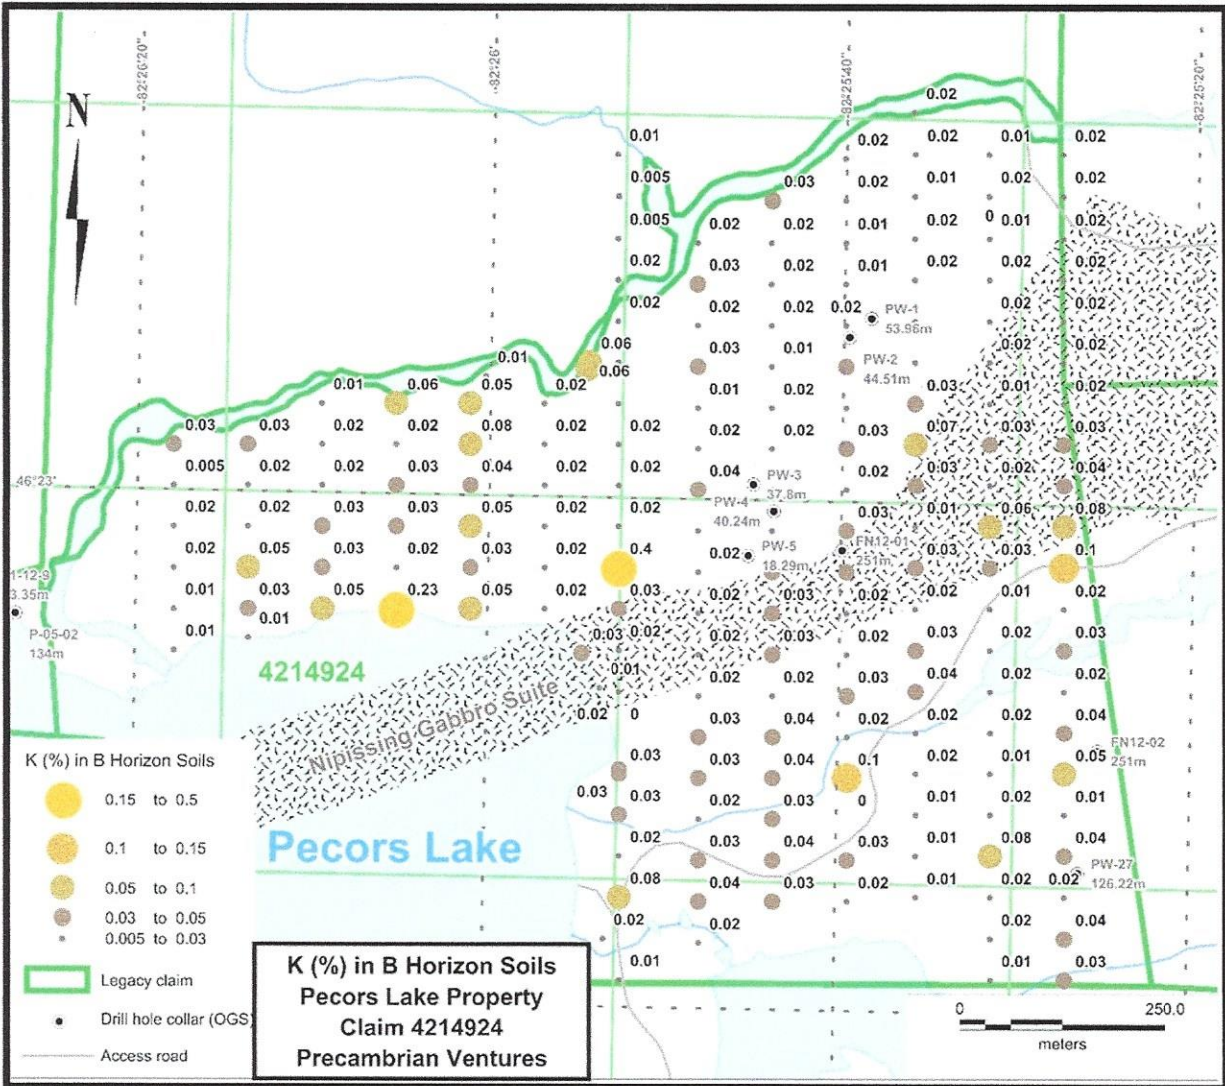 -82°26'20"
-82°26'
-82°25'40"
-82°25'20"
N
0.02
0.01 0.02 0.02 0.01 0.02
0.005 0.03 0.02 0.01 0.02 0.02
0.005 0.02 0.02 0.01 0.02 0 0.01 0.02
0.02 0.03 0.02 0.01 0.02 0.02 0.02
0.02 0.02 0.02 0.02 PW-1 0.02 0.02
53.96m
0.01 0.06 0.03 0.01 PW-2 0.02 0.02
0.06 44.51m
0.01 0.06 0.05 0.02 0.01 0.02 0.03 0.01 0.02
0.03 0.03 0.02 0.02 0.08 0.02 0.02 0.02 0.02 0.03 0.07 0.03 0.03
0.005 0.02 0.02 0.03 0.04 0.02 0.02 0.04 PW-3 0.02 0.03 0.02 0.04
46°23' 37.8m
0.02 0.02 0.03 0.02 0.05 0.02 0.02 PW-4 0.03 0.01 0.06 0.08
40.24m
0.02 0.05 0.03 0.02 0.03 0.02 0.4 0.02 PW-5 FN12-01 0.03 0.03 0.1
18.29m 251m
1-12-9
3.35m
0.01 0.03 0.05 0.23 0.05 0.02 0.03 0.02 0.03 0.02 0.02 0.01 0.02
P-05-02
134m
0.01 0.01 0.03 0.02 0.02 0.03 0.02 0.03 0.02 0.03
4214924
0.01 0.02 0.02 0.03 0.04 0.02 0.02
Nipissing Gabbro Suite
0.02 0 0.03 0.04 0.02 0.02 0.02 0.04
0.03 0.03 0.04 0.1 0.02 0.01 0.05 FN12-02
251m
0.03 0.03 0.02 0.03 0 0.01 0.02 0.01
0.02 0.03 0.04 0.03 0.01 0.08 0.04
Pecors Lake
0.08 0.04 0.03 0.02 0.01 0.02 0.02 PW-27
126.22m
0.02 0.02 0.02 0.04
0.01 0.01 0.03
K (%) in B Horizon Soils
0.15 to 0.5
0.1 to 0.15
0.05 to 0.1
0.03 to 0.05
0.005 to 0.03
Legacy claim
Drill hole collar (OGS)
Access road
K (%) in B Horizon Soils
Pecors Lake Property
Claim 4214924
Precambrian Ventures
0 250.0
meters